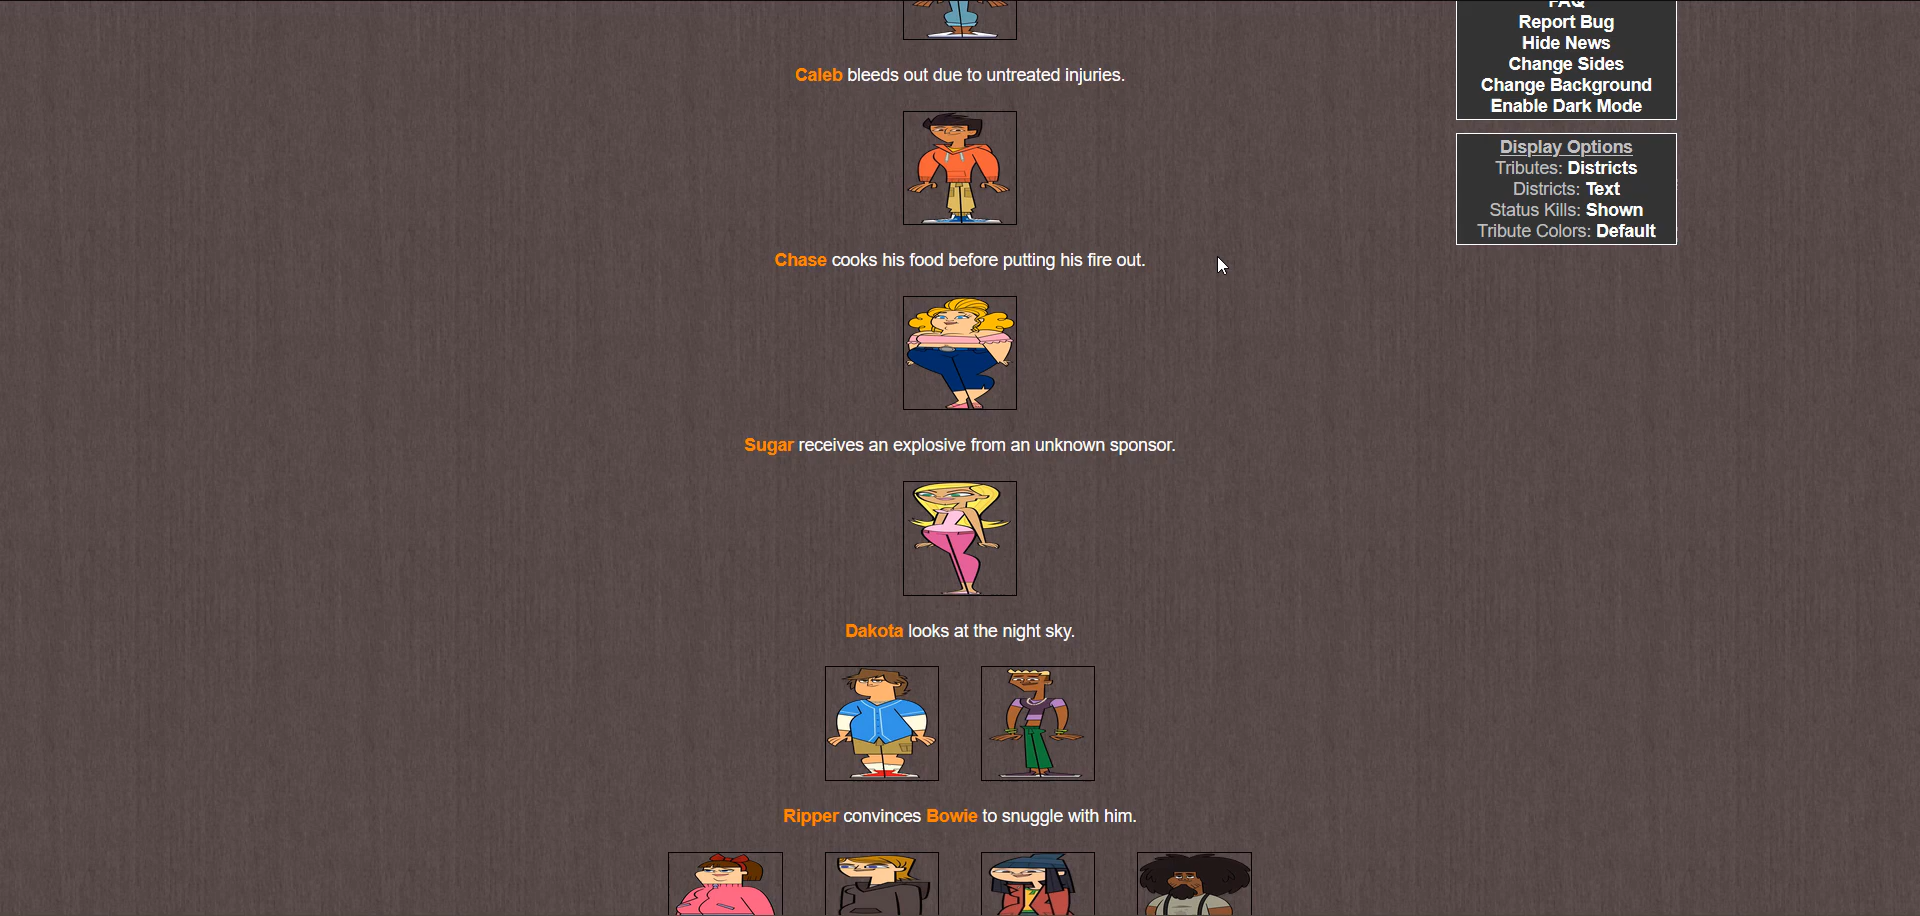 Caleb bleeds out due to untreated injuries.
Chase cooks his food before putting his fire out.
Sugar receives an explosive from an unknown sponsor.
Dakota looks at the night sky.
Ripper convinces Bowie to snuggle with him.
FAQ
Report Bug
Hide News
Change Sides
Change Background
Enable Dark Mode
Display Options
Tributes: Districts
Districts: Text
Status Kills: Shown
Tribute Colors: Default